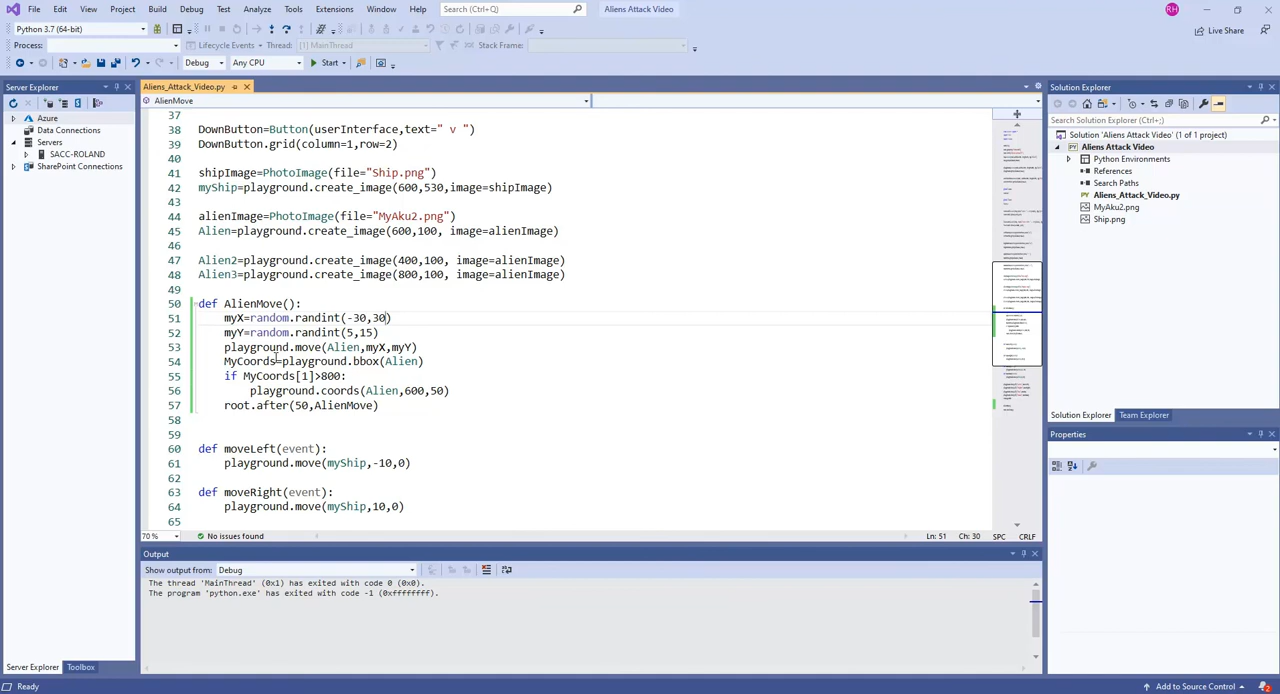 File Edit View Project Build Debug Test Analyze Tools Extensions Window Help Search (Ctrl+Q) Aliens Attack Video RH
Python 3.7 (64-bit) Live Share
Process: Lifecycle Events Thread: [1] MainThread Stack Frame:
Debug Any CPU Start
Server Explorer
Azure
Data Connections
Servers
SACC-ROLAND
SharePoint Connections
Aliens_Attack_Video.py
AlienMove
37
38 DownButton=Button(userInterface,text=" v ")
39 DownButton.grid(column=1,row=2)
40
41 shipImage=PhotoImage(file="Ship.png")
42 myShip=playground.create_image(600,530,image=shipImage)
43
44 alienImage=PhotoImage(file="MyAku2.png")
45 Alien=playground.create_image(600,100, image=alienImage)
46
47 Alien2=playground.create_image(400,100, image=alienImage)
48 Alien3=playground.create_image(800,100, image=alienImage)
49
50 def AlienMove():
51 myX=random.randint(-30,30)
52 myY=random.randint(5,15)
53 playground.move(Alien,myX,myY)
54 MyCoords=playground.bbox(Alien)
55 if MyCoords[1]>800:
56 playground.coords(Alien,600,50)
57 root.after(50,AlienMove)
58
59
60 def moveLeft(event):
61 playground.move(myShip,-10,0)
62
63 def moveRight(event):
64 playground.move(myShip,10,0)
65
70 % No issues found Ln: 51 Ch: 30 SPC CRLF
Output
Show output from: Debug
The thread 'MainThread' (0x1) has exited with code 0 (0x0).
The program 'python.exe' has exited with code -1 (0xffffffff).
Solution Explorer
Search Solution Explorer (Ctrl+;)
Solution 'Aliens Attack Video' (1 of 1 project)
Aliens Attack Video
Python Environments
References
Search Paths
Aliens_Attack_Video.py
MyAku2.png
Ship.png
Solution Explorer Team Explorer
Properties
Server Explorer Toolbox
Ready Add to Source Control 2